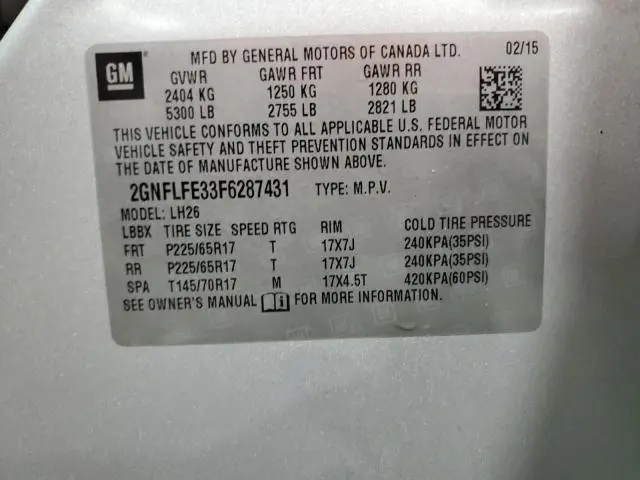 GM
MFD BY GENERAL MOTORS OF CANADA LTD. 02/15
GVWR GAWR FRT GAWR RR
2404 KG 1250 KG 1280 KG
5300 LB 2755 LB 2821 LB
THIS VEHICLE CONFORMS TO ALL APPLICABLE U.S. FEDERAL MOTOR
VEHICLE SAFETY AND THEFT PREVENTION STANDARDS IN EFFECT ON
THE DATE OF MANUFACTURE SHOWN ABOVE.
2GNFLFE33F6287431 TYPE: M.P.V.
MODEL: LH26
LBBX TIRE SIZE SPEED RTG RIM COLD TIRE PRESSURE
FRT P225/65R17 T 17X7J 240KPA(35PSI)
RR P225/65R17 T 17X7J 240KPA(35PSI)
SPA T145/70R17 M 17X4.5T 420KPA(60PSI)
SEE OWNER'S MANUAL FOR MORE INFORMATION.